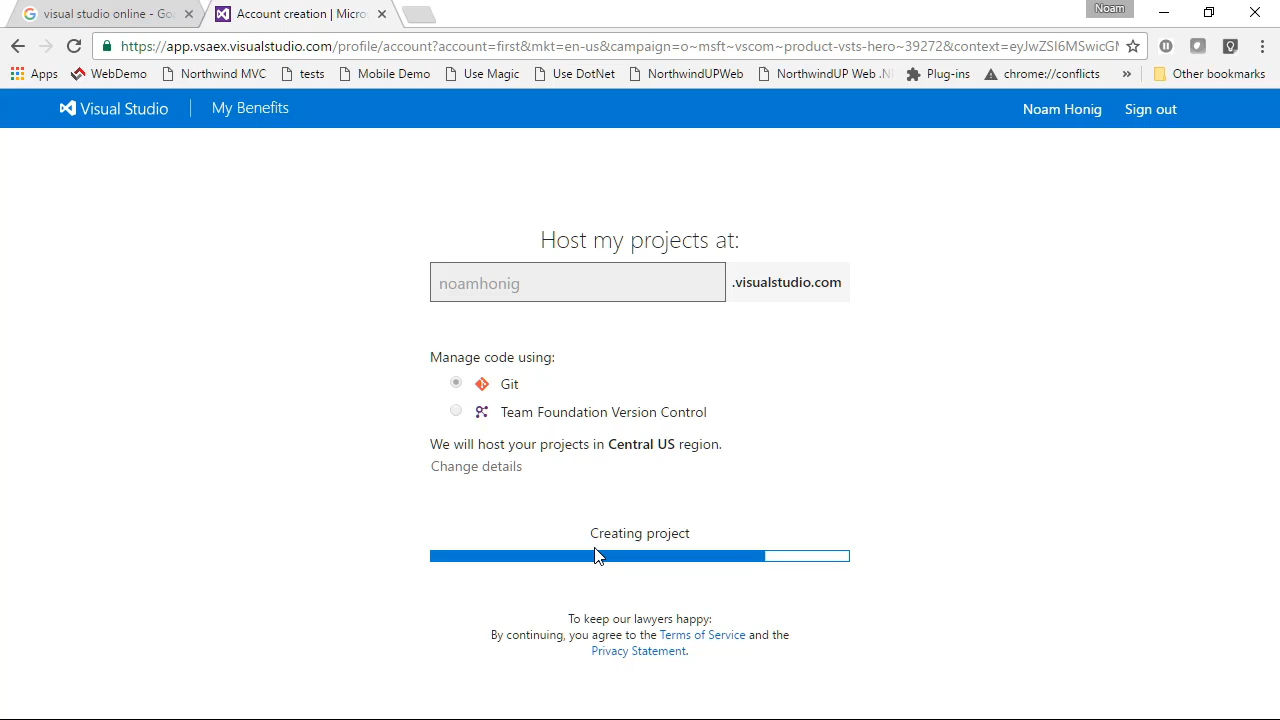 visual studio online - Go
Account creation | Micro
Noam
https://app.vsaex.visualstudio.com/profile/account?account=first&mkt=en-us&campaign=o~msft~vscom~product-vsts-hero~39272&context=eyJwZSI6MSwicGl
Apps
WebDemo
Northwind MVC
tests
Mobile Demo
Use Magic
Use DotNet
NorthwindUPWeb
NorthwindUP Web .N
Plug-ins
chrome://conflicts
»
Other bookmarks
Visual Studio
My Benefits
Noam Honig
Sign out
Host my projects at:
noamhonig
.visualstudio.com
Manage code using:
Git
Team Foundation Version Control
We will host your projects in Central US region.
Change details
Creating project
To keep our lawyers happy:
By continuing, you agree to the Terms of Service and the
Privacy Statement.